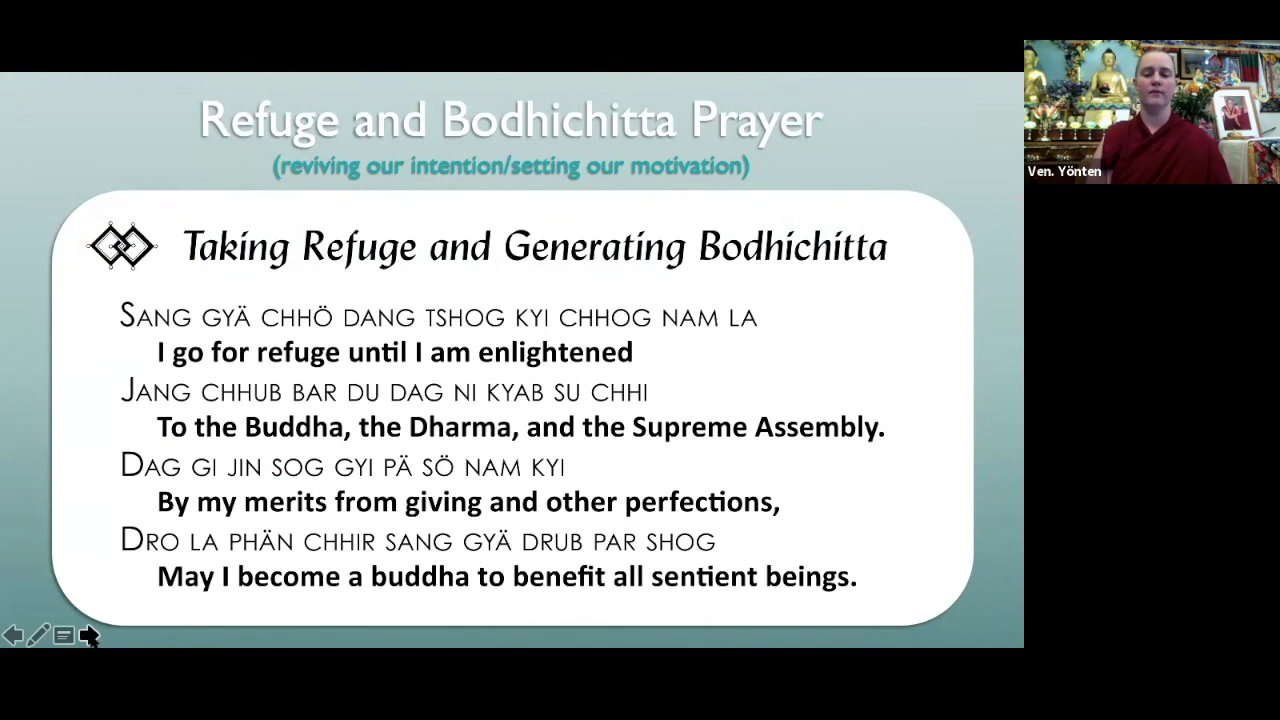 Refuge and Bodhichitta Prayer
(reviving our intention/setting our motivation)
Taking Refuge and Generating Bodhichitta
SANG GYÄ CHHÖ DANG TSHOG KYI CHHOG NAM LA
I go for refuge until I am enlightened
JANG CHHUB BAR DU DAG NI KYAB SU CHHI
To the Buddha, the Dharma, and the Supreme Assembly.
DAG GI JIN SOG GYI PÄ SÖ NAM KYI
By my merits from giving and other perfections,
DRO LA PHÄN CHHIR SANG GYÄ DRUB PAR SHOG
May I become a buddha to benefit all sentient beings.
Ven. Yönten